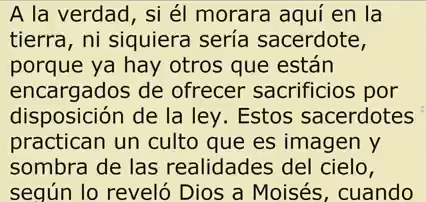 A la verdad, si él morara aquí en la
tierra, ni siquiera sería sacerdote,
porque ya hay otros que están
encargados de ofrecer sacrificios por
disposición de la ley. Estos sacerdotes
practican un culto que es imagen y
sombra de las realidades del cielo,
según lo reveló Dios a Moisés, cuando